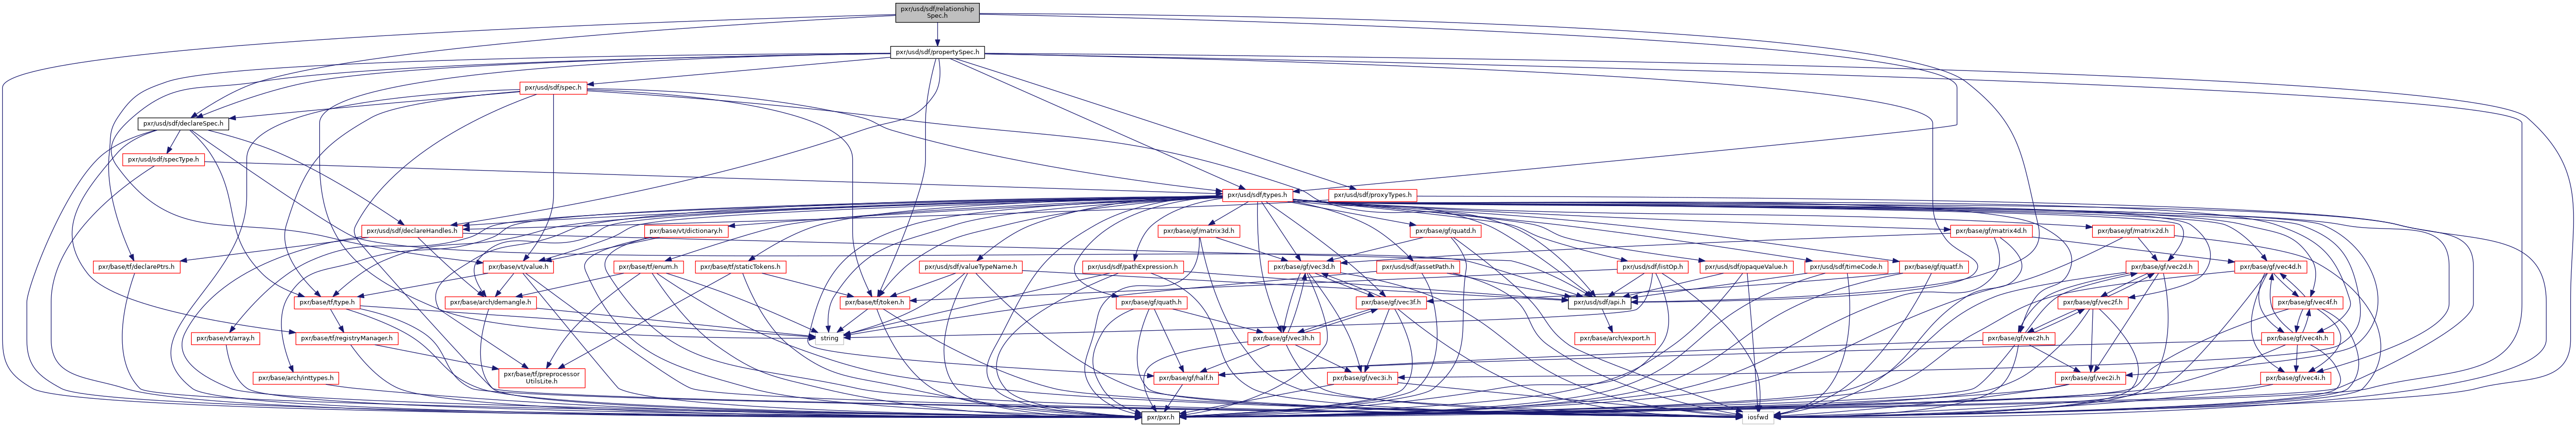 pxr/usd/sdf/relationship
Spec.h
pxr/usd/sdf/propertySpec.h
pxr/usd/sdf/spec.h
pxr/usd/sdf/declareSpec.h
pxr/usd/sdf/specType.h
pxr/usd/sdf/types.h
pxr/usd/sdf/proxyTypes.h
pxr/usd/sdf/declareHandles.h
pxr/base/vt/dictionary.h
pxr/base/gf/matrix3d.h
pxr/base/gf/quatd.h
pxr/base/gf/matrix4d.h
pxr/base/gf/matrix2d.h
pxr/base/tf/declarePtrs.h
pxr/base/vt/value.h
pxr/base/tf/enum.h
pxr/base/tf/staticTokens.h
pxr/usd/sdf/valueTypeName.h
pxr/usd/sdf/pathExpression.h
pxr/base/gf/vec3d.h
pxr/usd/sdf/assetPath.h
pxr/usd/sdf/listOp.h
pxr/usd/sdf/opaqueValue.h
pxr/usd/sdf/timeCode.h
pxr/base/gf/quatf.h
pxr/base/gf/vec2d.h
pxr/base/gf/vec4d.h
pxr/base/tf/type.h
pxr/base/arch/demangle.h
pxr/base/tf/token.h
pxr/base/gf/quath.h
pxr/base/gf/vec3f.h
pxr/usd/sdf/api.h
pxr/base/gf/vec2f.h
pxr/base/gf/vec4f.h
pxr/base/vt/array.h
pxr/base/tf/registryManager.h
string
pxr/base/gf/vec3h.h
pxr/base/arch/export.h
pxr/base/gf/vec2h.h
pxr/base/gf/vec4h.h
pxr/base/arch/inttypes.h
pxr/base/tf/preprocessor
UtilsLite.h
pxr/base/gf/half.h
pxr/base/gf/vec3i.h
pxr/base/gf/vec2i.h
pxr/base/gf/vec4i.h
pxr/pxr.h
iosfwd